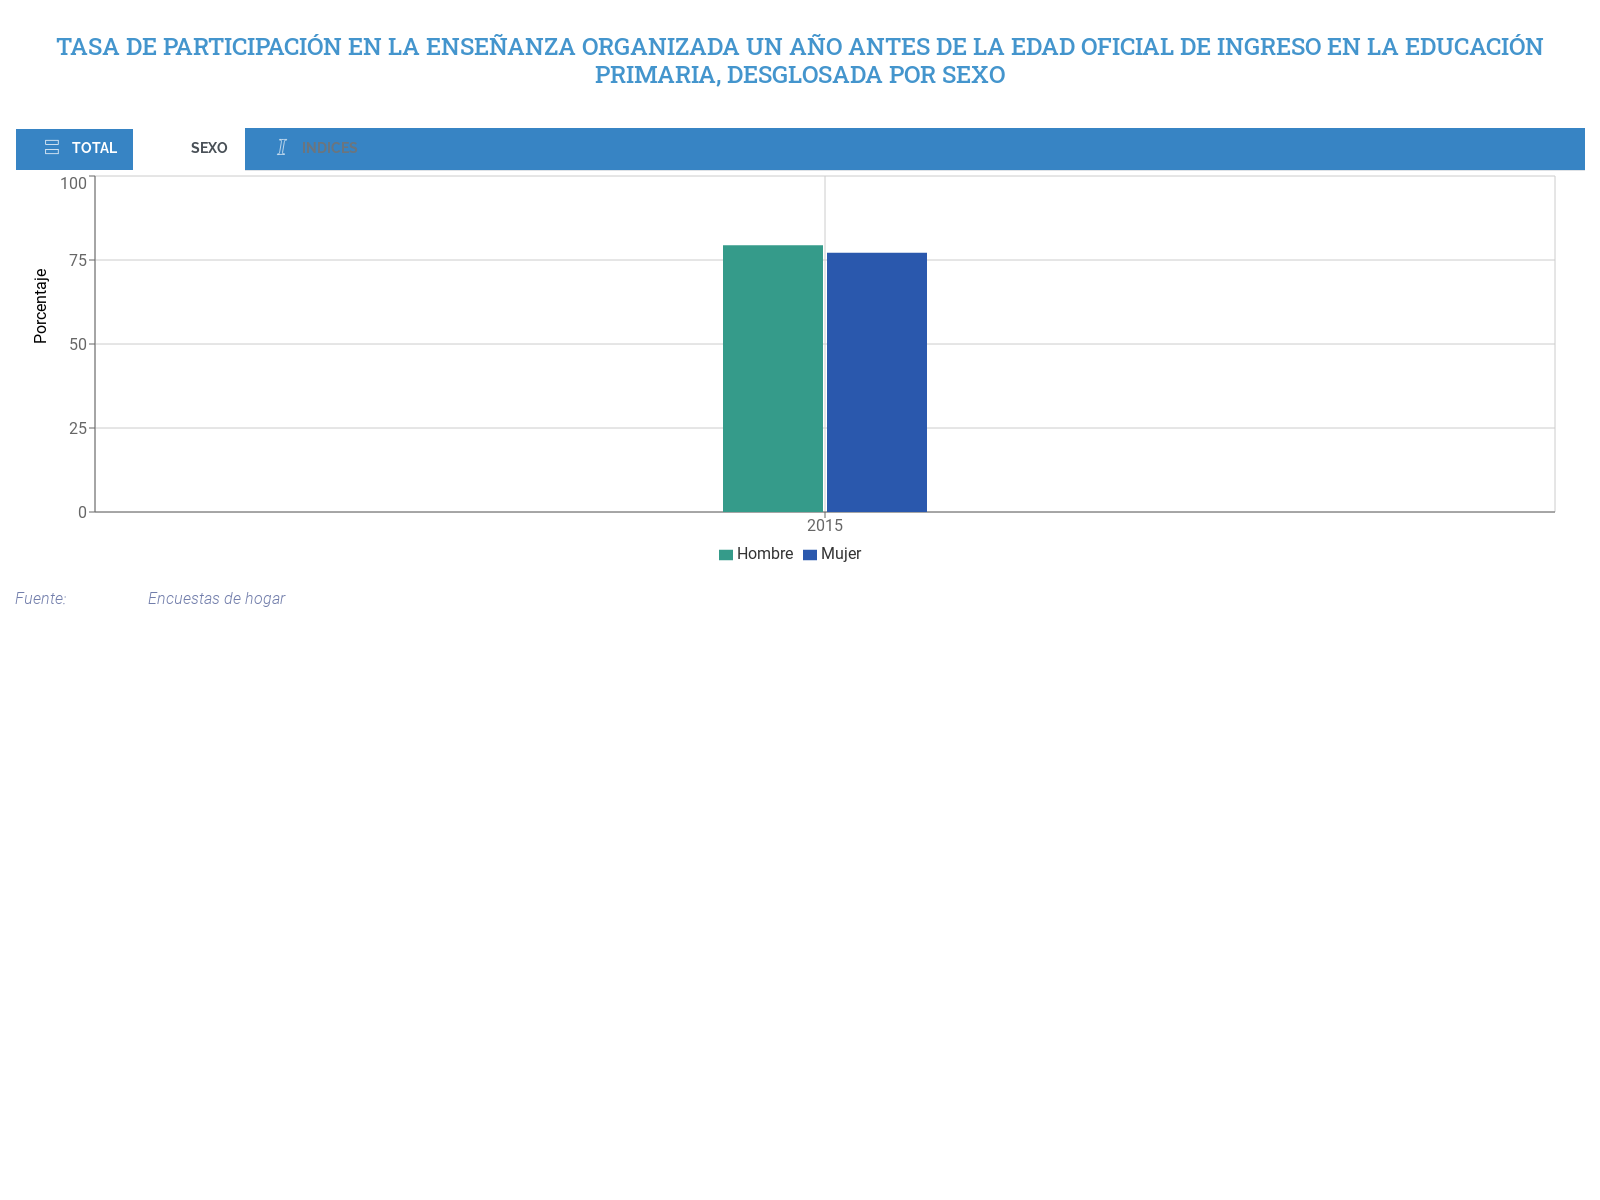 TASA DE PARTICIPACIÓN EN LA ENSEÑANZA ORGANIZADA UN AÑO ANTES DE LA EDAD OFICIAL DE INGRESO EN LA EDUCACIÓN
PRIMARIA, DESGLOSADA POR SEXO
TOTAL SEXO ÍNDICES
100
75
50
25
0
Porcentaje
2015
Hombre Mujer
Fuente: Encuestas de hogar